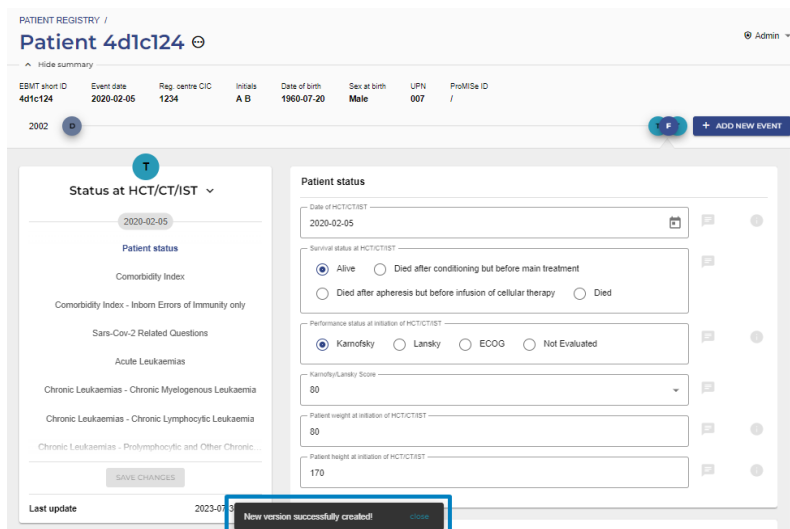 PATIENT REGISTRY /
Patient 4d1c124
Admin
Hide summary
EBMT short ID Event date Reg. centre CIC Initials Date of birth Sex at birth UPN ProMISe ID
4d1c124 2020-02-05 1234 A B 1960-07-20 Male 007 /
2002 D T F + ADD NEW EVENT
T
Status at HCT/CT/IST
2020-02-05
Patient status
Comorbidity Index
Comorbidity Index - Inborn Errors of Immunity only
Sars-Cov-2 Related Questions
Acute Leukaemias
Chronic Leukaemias - Chronic Myelogenous Leukaemia
Chronic Leukaemias - Chronic Lymphocytic Leukaemia
Chronic Leukaemias - Prolymphocytic and Other Chronic...
SAVE CHANGES
Last update 2023-07-3
Patient status
Date of HCT/CT/IST
2020-02-05
Survival status at HCT/CT/IST
Alive Died after conditioning but before main treatment
Died after apheresis but before infusion of cellular therapy Died
Performance status at initiation of HCT/CT/IST
Karnofsky Lansky ECOG Not Evaluated
Karnofsy/Lansky Score
80
Patient weight at initiation of HCT/CT/IST
80
Patient height at initiation of HCT/CT/IST
170
New version successfully created! close